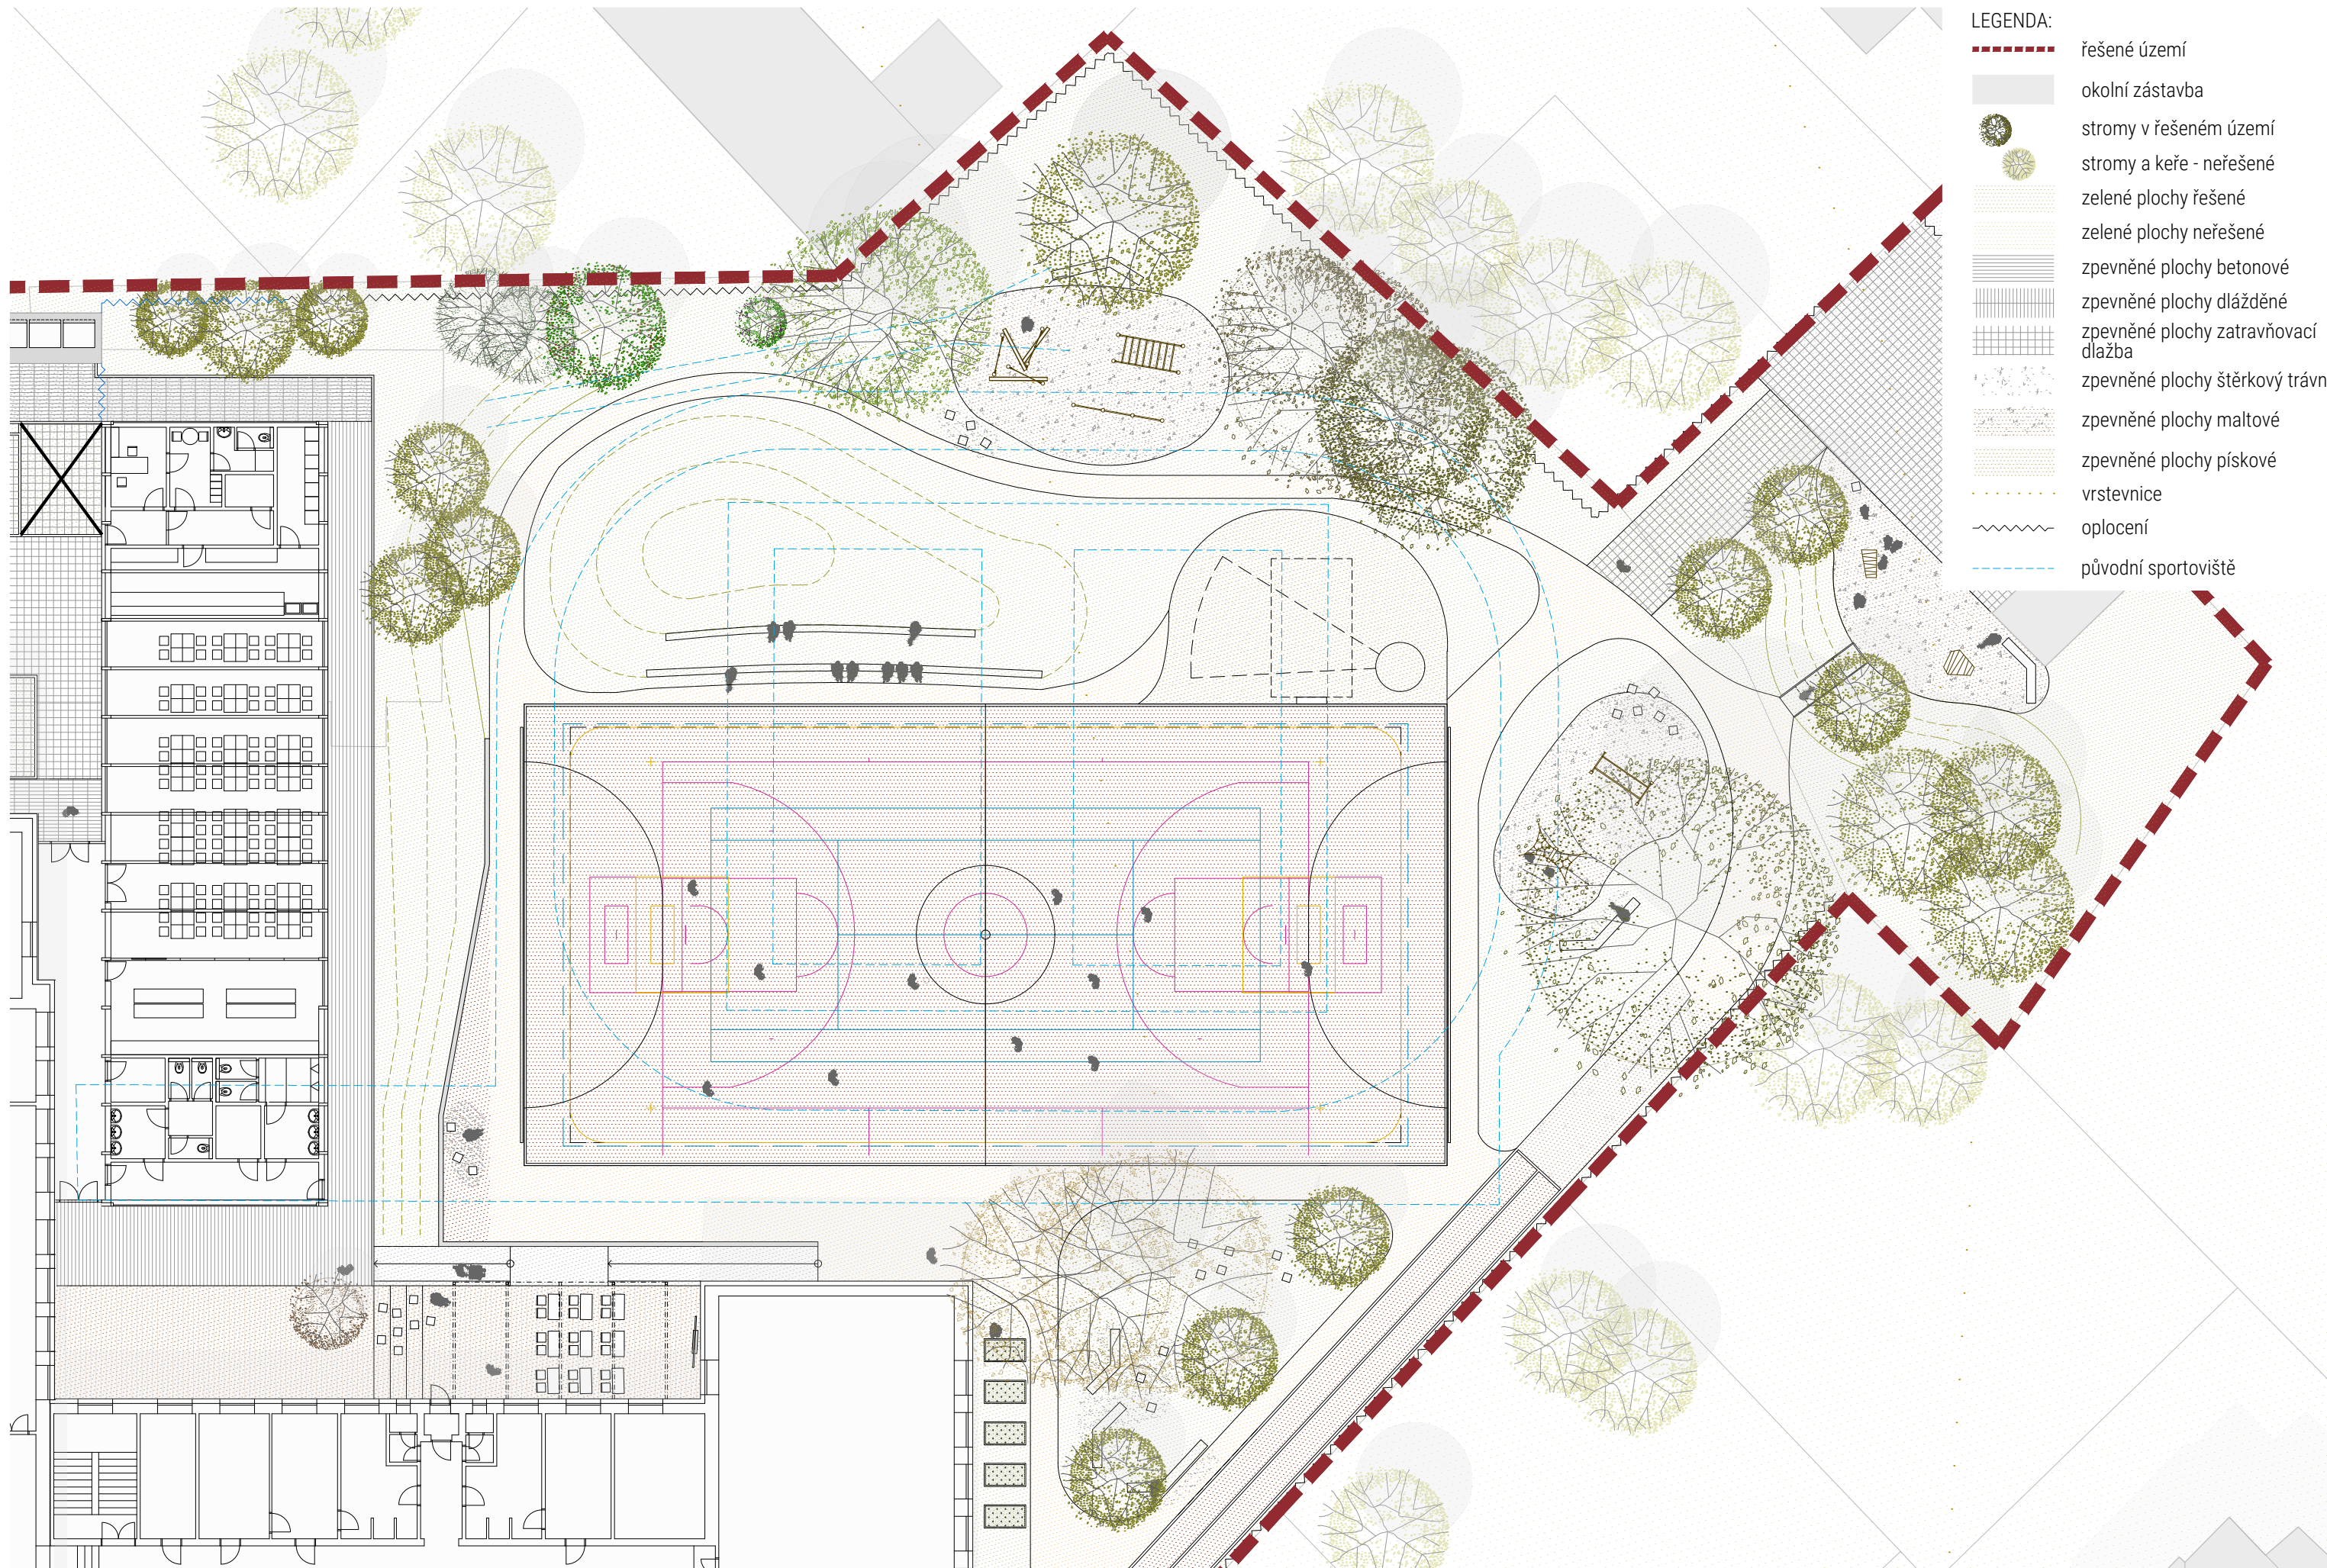 LEGENDA:
řešené území
okolní zástavba
stromy v řešeném území
stromy a keře - neřešené
zelené plochy řešené
zelené plochy neřešené
zpevněné plochy betonové
zpevněné plochy dlážděné
zpevněné plochy zatravňovací
dlažba
zpevněné plochy štěrkový trávn
zpevněné plochy maltové
zpevněné plochy pískové
vrstevnice
oplocení
původní sportoviště